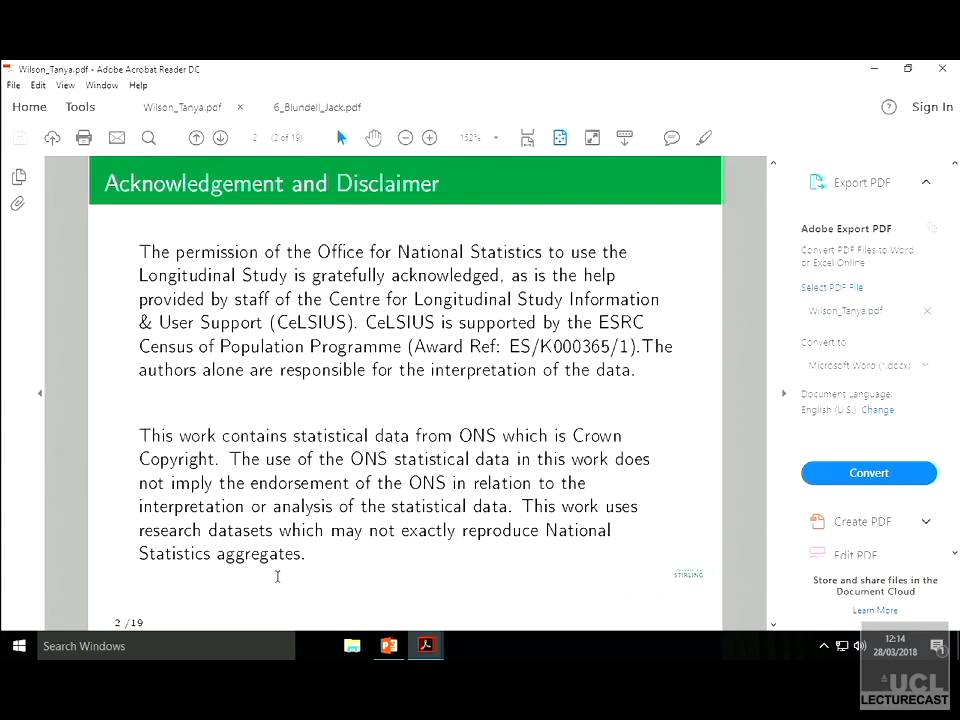 Wilson_Tanya.pdf - Adobe Acrobat Reader DC
File Edit View Window Help
Home Tools Wilson_Tanya.pdf × 6_Blundell_Jack.pdf Sign In
2 (2 of 19) 152%
Acknowledgement and Disclaimer
The permission of the Office for National Statistics to use the
Longitudinal Study is gratefully acknowledged, as is the help
provided by staff of the Centre for Longitudinal Study Information
& User Support (CeLSIUS). CeLSIUS is supported by the ESRC
Census of Population Programme (Award Ref: ES/K000365/1).The
authors alone are responsible for the interpretation of the data.
This work contains statistical data from ONS which is Crown
Copyright. The use of the ONS statistical data in this work does
not imply the endorsement of the ONS in relation to the
interpretation or analysis of the statistical data. This work uses
research datasets which may not exactly reproduce National
Statistics aggregates.
STIRLING
2 /19
Export PDF
Adobe Export PDF
Convert PDF Files to Word
or Excel Online
Select PDF File
Wilson_Tanya.pdf
Convert to
Microsoft Word (*.docx)
Document Language:
English (U.S.) Change
Convert
Create PDF
Edit PDF
Store and share files in the
Document Cloud
Learn More
Search Windows
12:14
28/03/2018
UCL
LECTURECAST